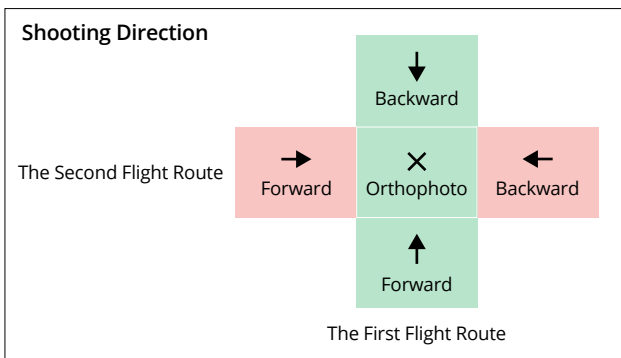 Shooting Direction
Backward
The Second Flight Route
Forward
Orthophoto
Backward
Forward
The First Flight Route